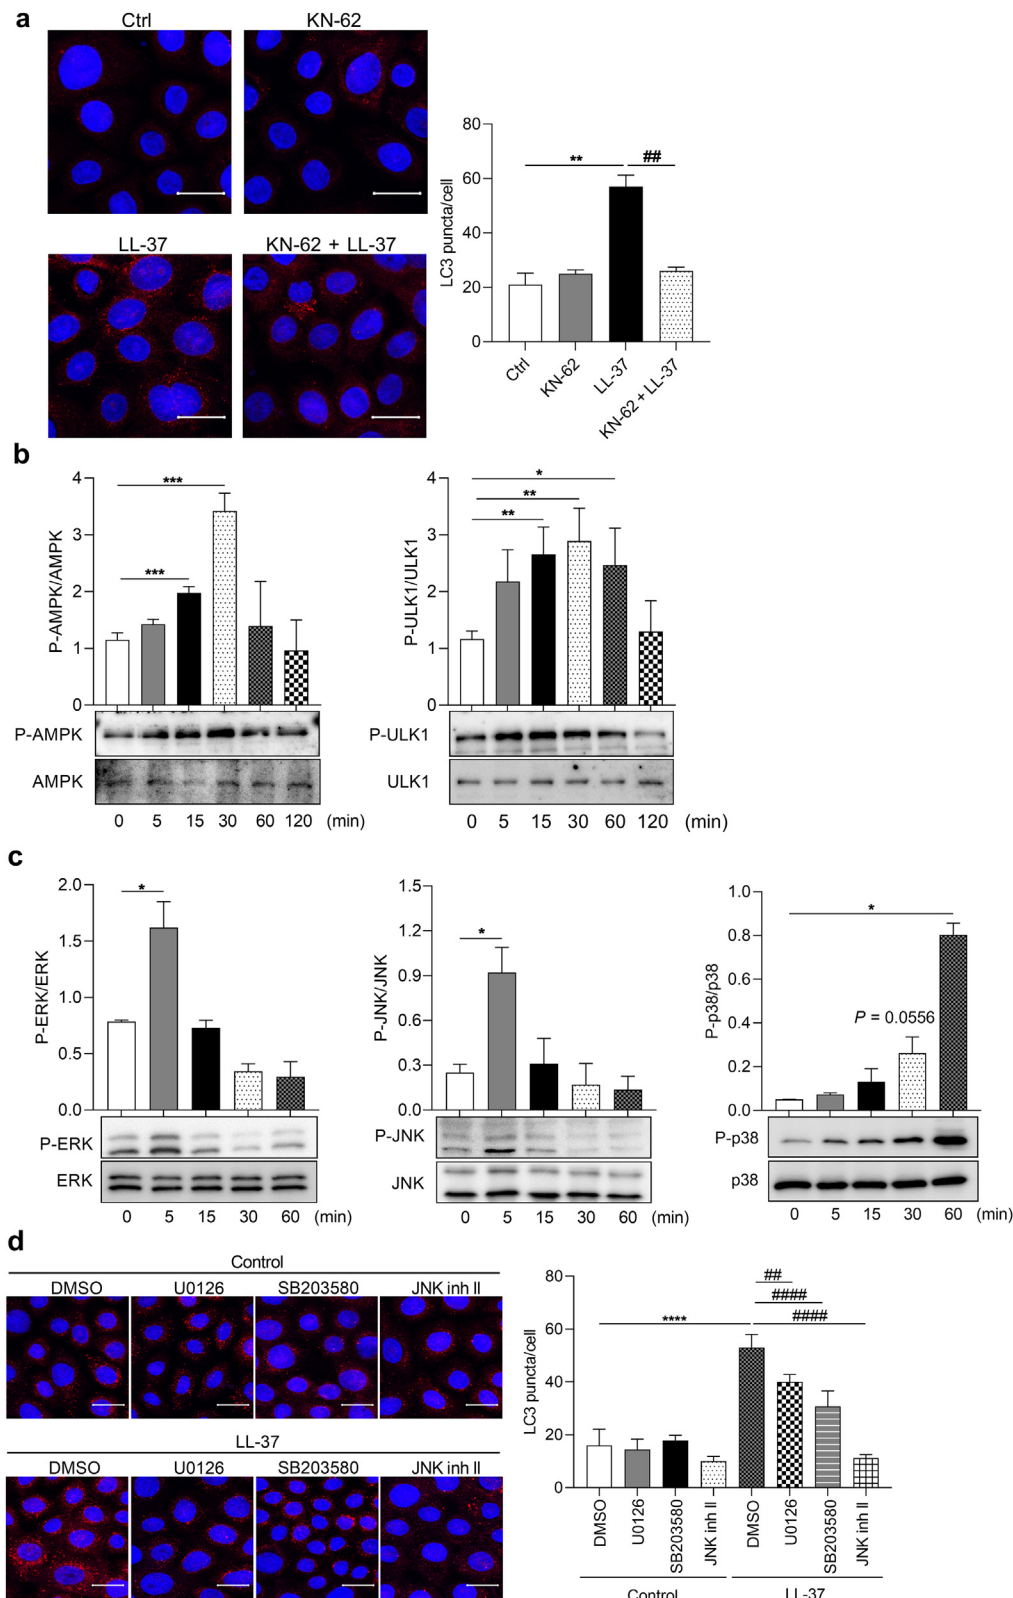 a
Ctrl KN-62
LL-37 KN-62 + LL-37
80
60
40
20
0
LC3 puncta/cell
** ##
Ctrl KN-62 LL-37 KN-62 + LL-37
b
4
3
2
1
0
P-AMPK/AMPK
***
***
P-AMPK
AMPK
0 5 15 30 60 120 (min)
4
3
2
1
0
P-ULK1/ULK1
*
**
**
P-ULK1
ULK1
0 5 15 30 60 120 (min)
c
2.0
1.5
1.0
0.5
0.0
P-ERK/ERK
*
P-ERK
ERK
0 5 15 30 60 (min)
1.5
1.2
0.9
0.6
0.3
0.0
P-JNK/JNK
*
P-JNK
JNK
0 5 15 30 60 (min)
1.0
0.8
0.6
0.4
0.2
0.0
P-p38/p38
*
P = 0.0556
P-p38
p38
0 5 15 30 60 (min)
d
Control
DMSO U0126 SB203580 JNK inh II
LL-37
DMSO U0126 SB203580 JNK inh II
80
60
40
20
0
LC3 puncta/cell
##
####
**** ####
DMSO U0126 SB203580 JNK inh II DMSO U0126 SB203580 JNK inh II
Control LL-37